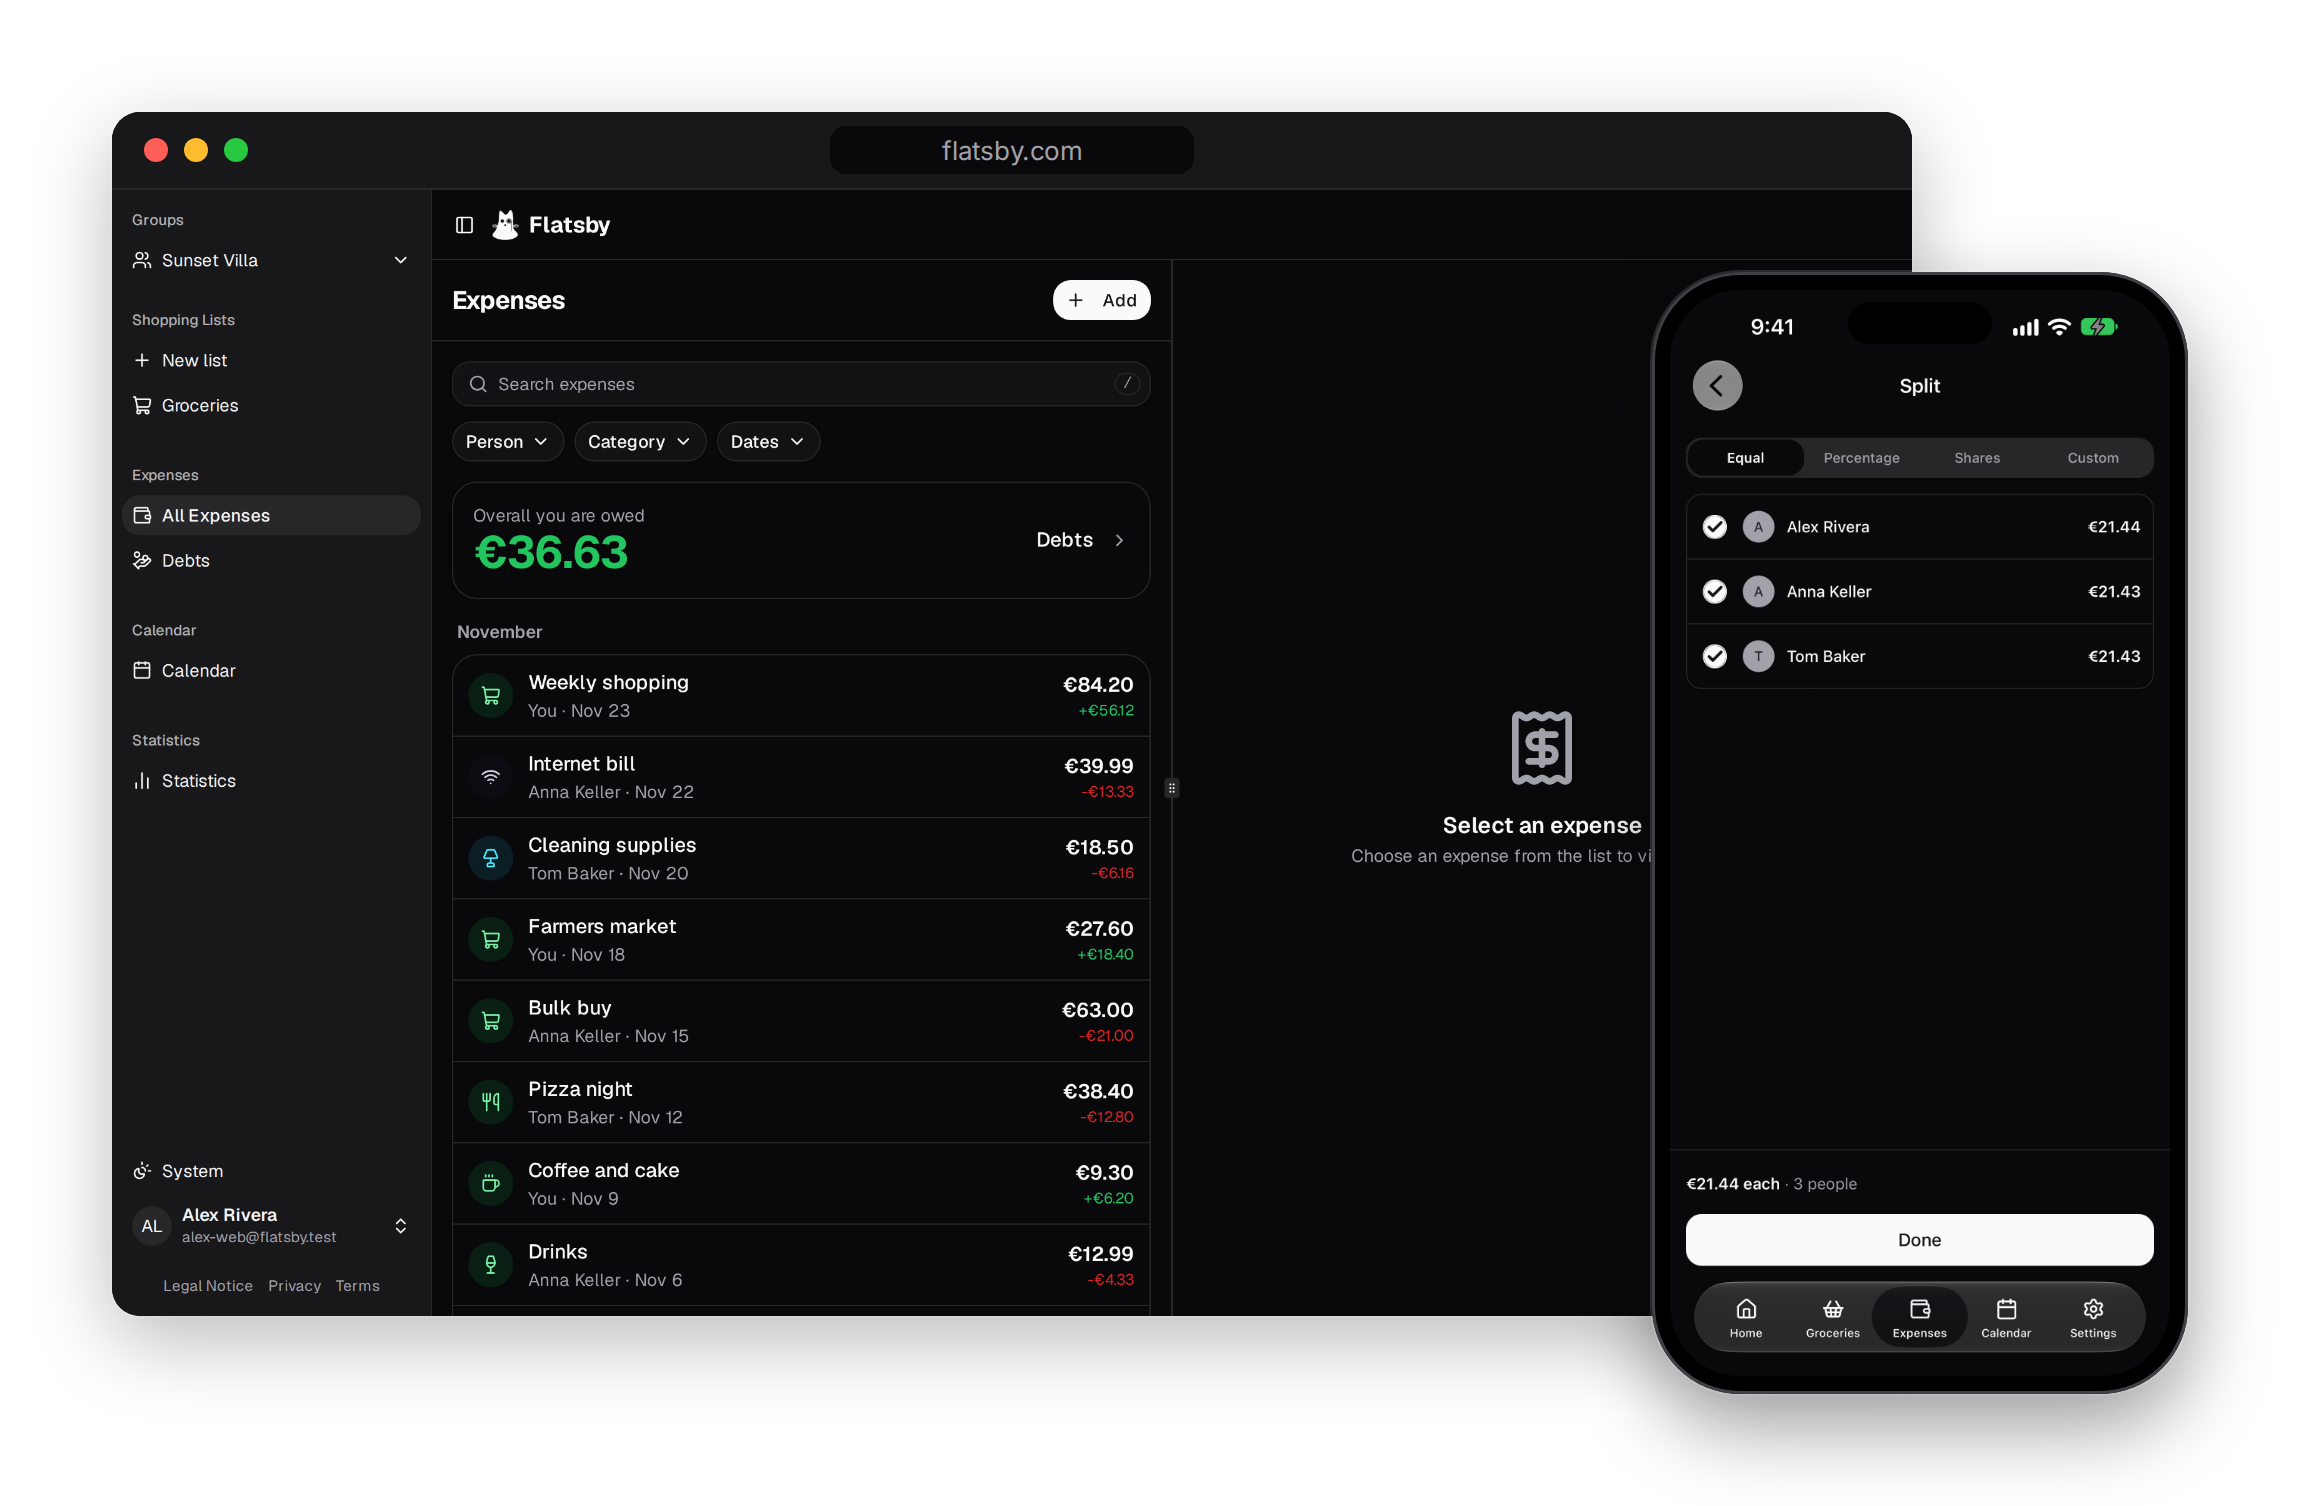 flatsby.com
Groups
Sunset Villa
Shopping Lists
New list
Groceries
Expenses
All Expenses
Debts
Calendar
Calendar
Statistics
Statistics
System
AL
Alex Rivera
alex-web@flatsby.test
Legal Notice Privacy Terms
Flatsby
Expenses
+ Add
Search expenses /
Person Category Dates
Overall you are owed
€36.63
Debts
November
Weekly shopping €84.20
You · Nov 23 +€56.12
Internet bill €39.99
Anna Keller · Nov 22 -€13.33
Cleaning supplies €18.50
Tom Baker · Nov 20 -€6.16
Farmers market €27.60
You · Nov 18 +€18.40
Bulk buy €63.00
Anna Keller · Nov 15 -€21.00
Pizza night €38.40
Tom Baker · Nov 12 -€12.80
Coffee and cake €9.30
You · Nov 9 +€6.20
Drinks €12.99
Anna Keller · Nov 6 -€4.33
Select an expense
Choose an expense from the list to vi
9:41
Split
Equal Percentage Shares Custom
A Alex Rivera €21.44
A Anna Keller €21.43
T Tom Baker €21.43
€21.44 each · 3 people
Done
Home Groceries Expenses Calendar Settings